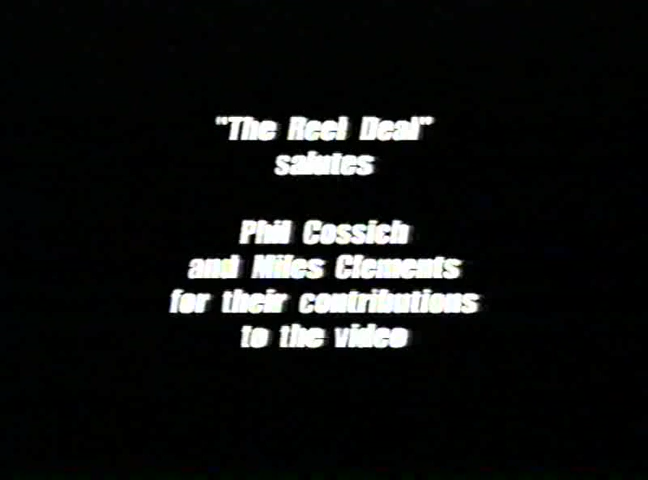 "The Reel Deal"
salutes
Phil Cossich
and Miles Clements
for their contributions
to the video